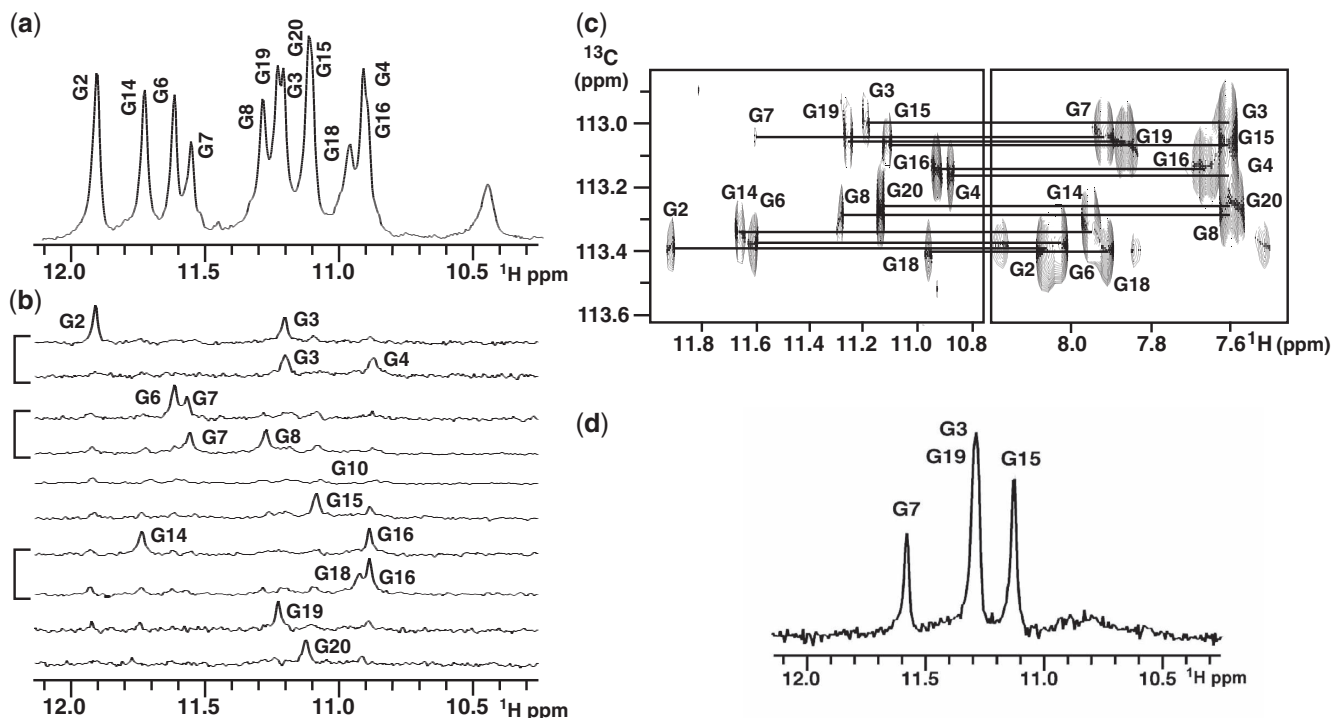 (a)
G2
G14
G6
G7
G8
G19
G3
G20
G15
G18
G4
G16
12.0 11.5 11.0 10.5 ¹H ppm
(b)
G2 G3
G3 G4
G6 G7
G7 G8
G10
G15
G14 G16
G18 G16
G19
G20
12.0 11.5 11.0 10.5 ¹H ppm
(c)
¹³C
(ppm)
113.0
113.2
113.4
113.6
G3
G7 G19 G15
G16
G14 G6 G8 G20 G4
G2
G18
G7 G3
G19 G15
G16 G4
G14 G20
G8
G2 G6 G18
11.8 11.6 11.4 11.2 11.0 10.8 8.0 7.8 7.6 ¹H (ppm)
(d)
G3
G19
G15
G7
12.0 11.5 11.0 10.5 ¹H ppm